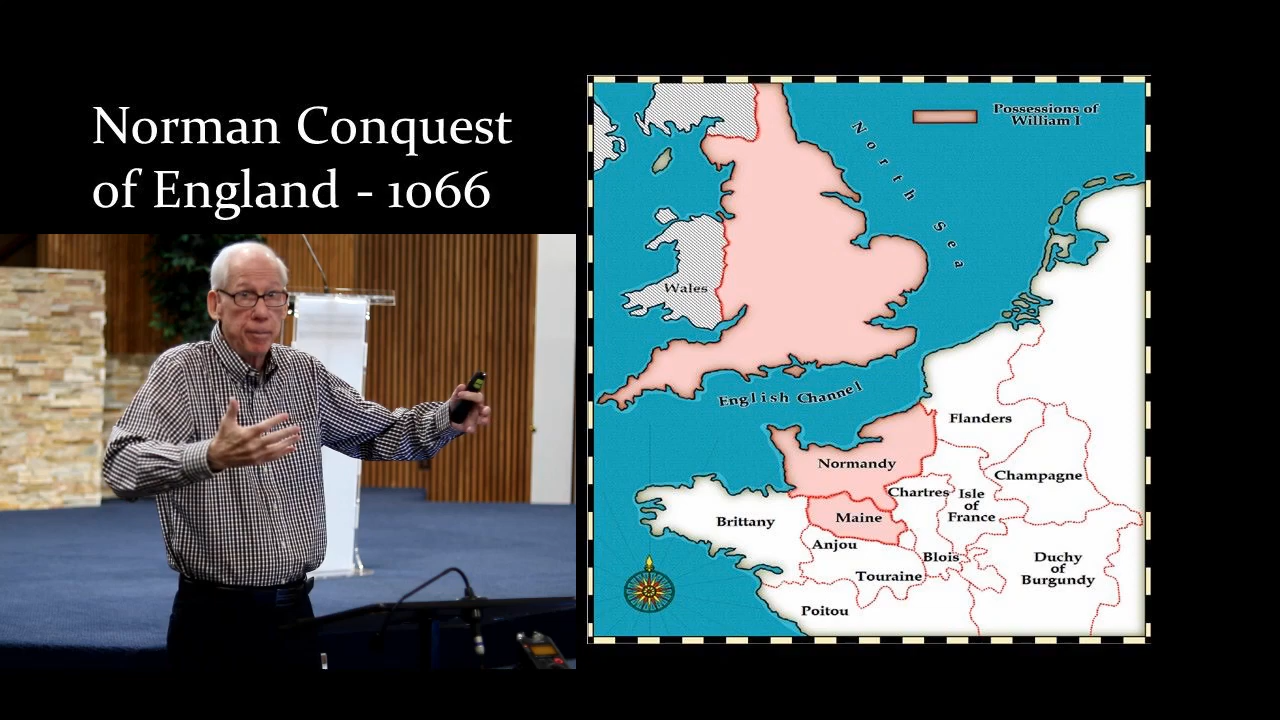 Norman Conquest
of England - 1066
Possessions of
William I
North Sea
Wales
English Channel
Flanders
Normandy
Champagne
Chartres
Isle
of
France
Maine
Brittany
Anjou
Blois
Duchy
of
Burgundy
Touraine
Poitou